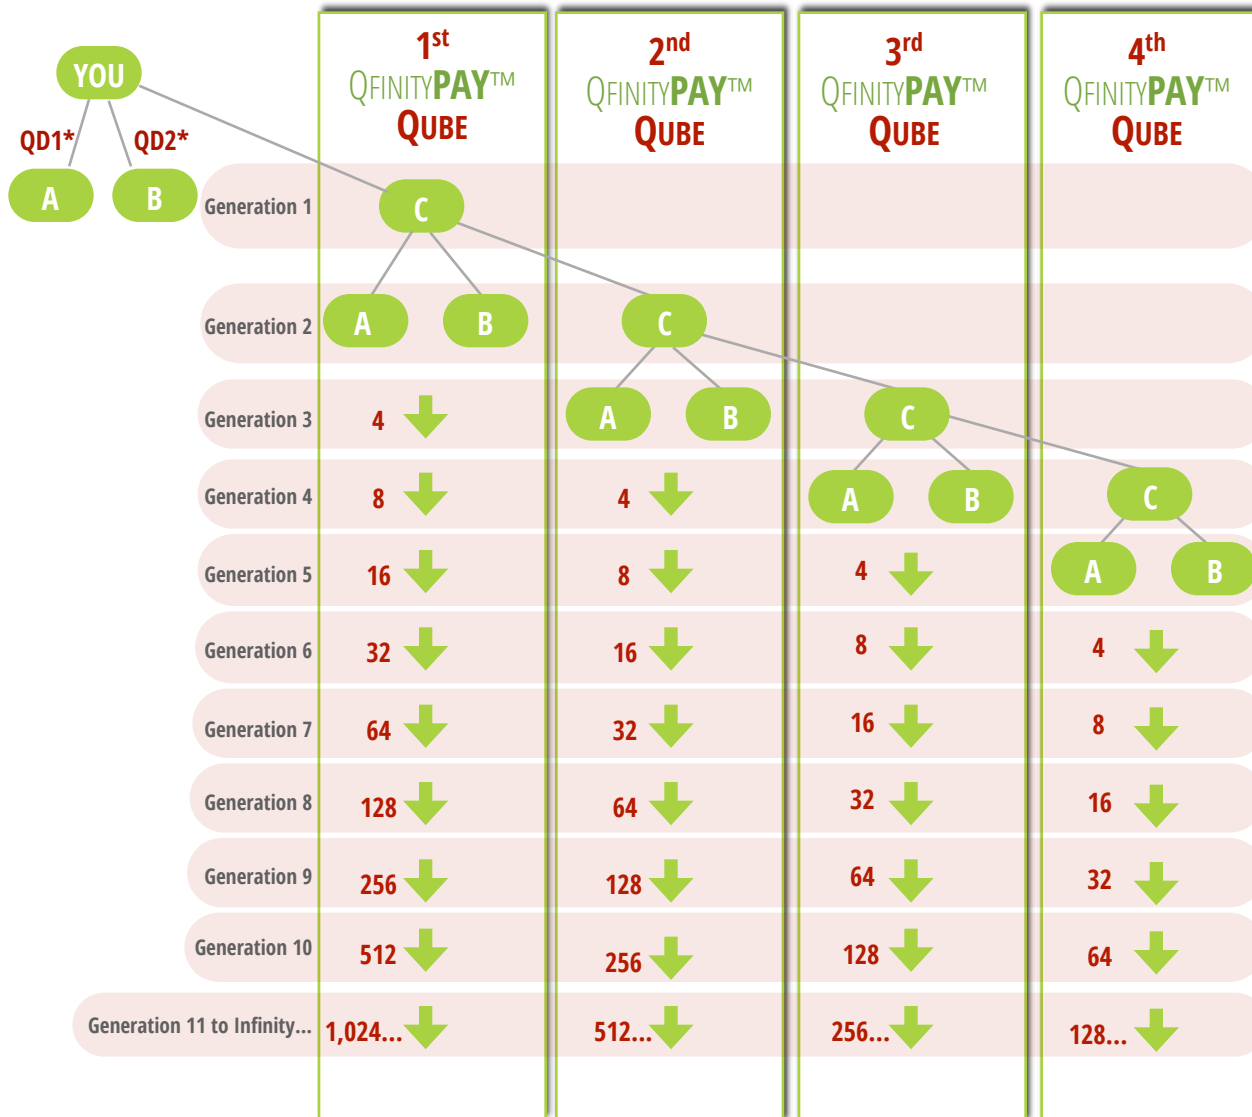 YOU
QD1*
QD2*
A
B
1st
QFINITYPAY™
QUBE
2nd
QFINITYPAY™
QUBE
3rd
QFINITYPAY™
QUBE
4th
QFINITYPAY™
QUBE
Generation 1
C
Generation 2
A
B
C
Generation 3
4
A
B
C
Generation 4
8
4
A
B
C
Generation 5
16
8
4
A
B
Generation 6
32
16
8
4
Generation 7
64
32
16
8
Generation 8
128
64
32
16
Generation 9
256
128
64
32
Generation 10
512
256
128
64
Generation 11 to Infinity...
1,024...
512...
256...
128...